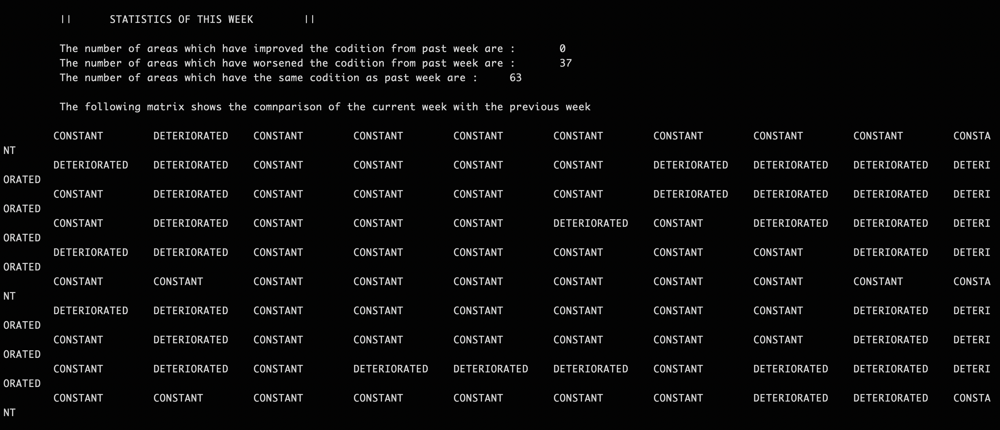 ||      STATISTICS OF THIS WEEK        ||
The number of areas which have improved the codition from past week are :       0
The number of areas which have worsened the codition from past week are :       37
The number of areas which have the same codition as past week are :     63
The following matrix shows the comnparison of the current week with the previous week
CONSTANT        DETERIORATED    CONSTANT        CONSTANT        CONSTANT        CONSTANT        CONSTANT        CONSTANT        CONSTANT        CONSTA
NT
DETERIORATED    DETERIORATED    CONSTANT        CONSTANT        CONSTANT        CONSTANT        DETERIORATED    DETERIORATED    DETERIORATED    DETERI
ORATED
CONSTANT        DETERIORATED    CONSTANT        CONSTANT        CONSTANT        CONSTANT        DETERIORATED    DETERIORATED    DETERIORATED    DETERI
ORATED
CONSTANT        DETERIORATED    CONSTANT        CONSTANT        CONSTANT        DETERIORATED    CONSTANT        DETERIORATED    DETERIORATED    DETERI
ORATED
DETERIORATED    DETERIORATED    CONSTANT        CONSTANT        CONSTANT        CONSTANT        CONSTANT        CONSTANT        DETERIORATED    DETERI
ORATED
CONSTANT        CONSTANT        CONSTANT        CONSTANT        CONSTANT        CONSTANT        CONSTANT        CONSTANT        CONSTANT        CONSTA
NT
DETERIORATED    DETERIORATED    CONSTANT        CONSTANT        CONSTANT        CONSTANT        CONSTANT        CONSTANT        DETERIORATED    DETERI
ORATED
CONSTANT        DETERIORATED    CONSTANT        CONSTANT        CONSTANT        CONSTANT        CONSTANT        CONSTANT        DETERIORATED    DETERI
ORATED
CONSTANT        DETERIORATED    CONSTANT        DETERIORATED    DETERIORATED    DETERIORATED    CONSTANT        DETERIORATED    DETERIORATED    DETERI
ORATED
CONSTANT        CONSTANT        CONSTANT        CONSTANT        CONSTANT        CONSTANT        CONSTANT        DETERIORATED    DETERIORATED    CONSTA
NT